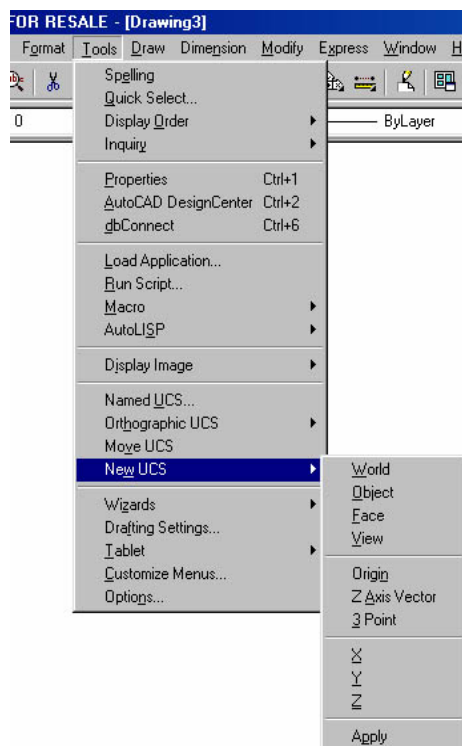 FOR RESALE - [Drawing3]
Format Tools Draw Dimension Modify Express Window H
0
ByLayer
Spelling
Quick Select...
Display Order
Inquiry
Properties Ctrl+1
AutoCAD DesignCenter Ctrl+2
dbConnect Ctrl+6
Load Application...
Run Script...
Macro
AutoLISP
Display Image
Named UCS...
Orthographic UCS
Move UCS
New UCS
Wizards
Drafting Settings...
Tablet
Customize Menus...
Options...
World
Object
Face
View
Origin
Z Axis Vector
3 Point
X
Y
Z
Apply